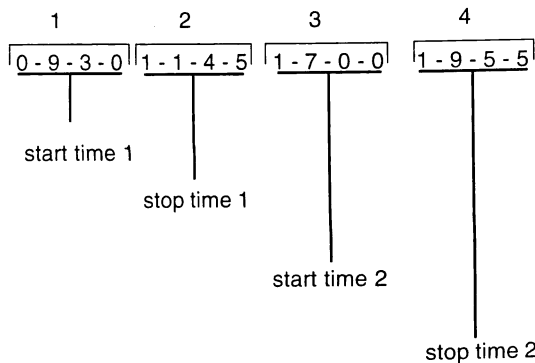 1 2 3 4
0-9-3-0 1-1-4-5 1-7-0-0 1-9-5-5
start time 1
stop time 1
start time 2
stop time 2